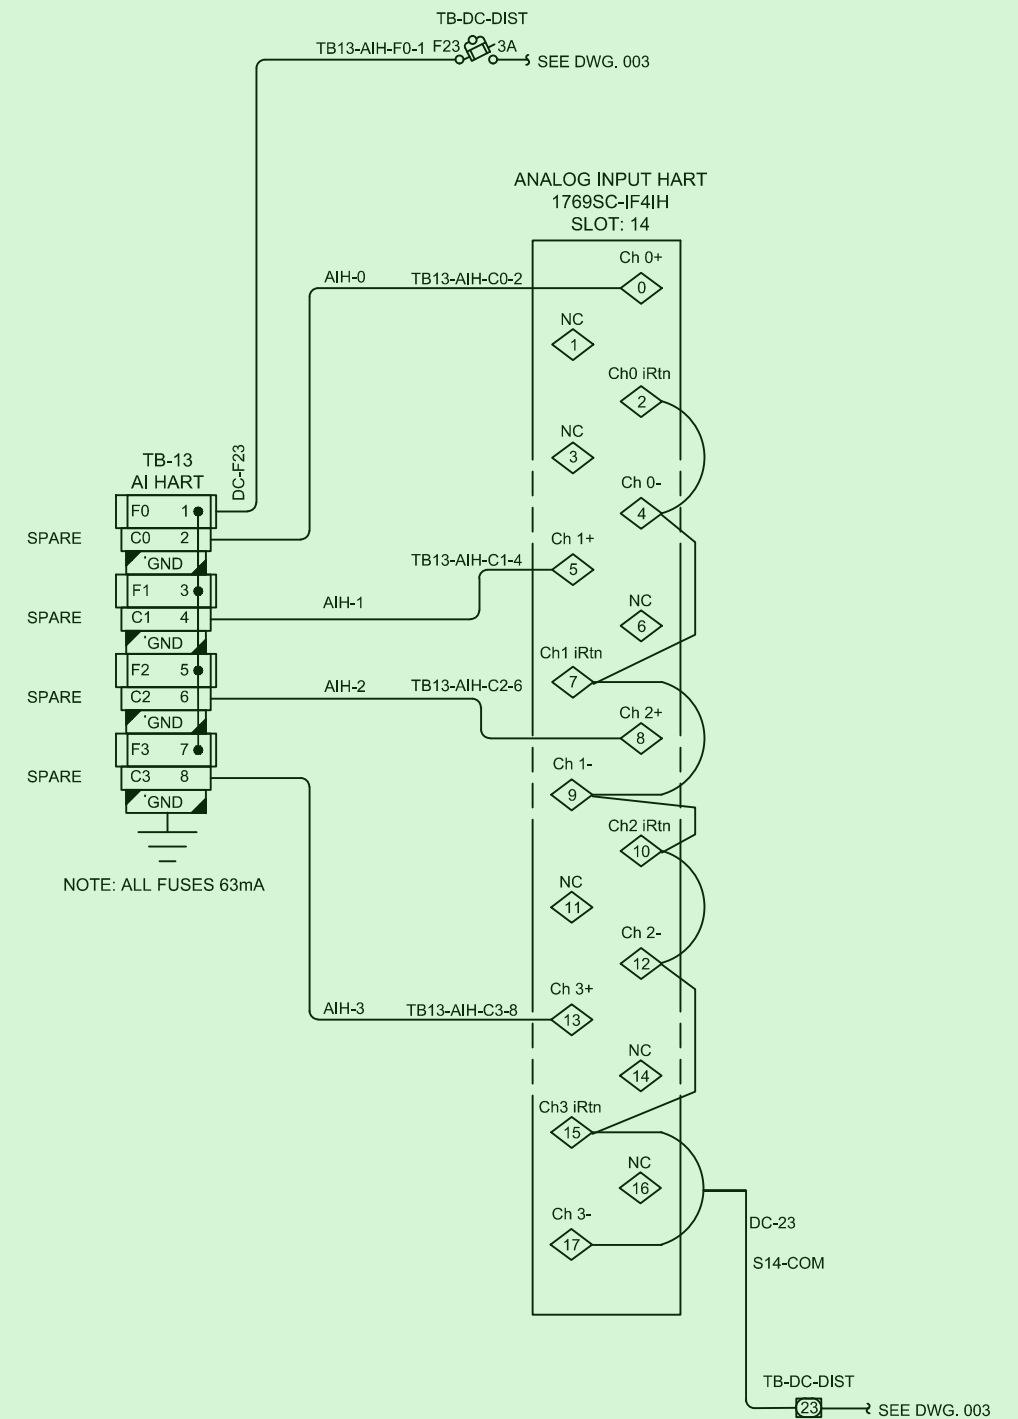 TB-DC-DIST
TB13-AIH-F0-1 F23 3A
SEE DWG. 003
ANALOG INPUT HART
1769SC-IF4IH
SLOT: 14
Ch 0+
AIH-0 TB13-AIH-C0-2
0
NC
1
Ch0 iRtn
2
NC
3
DC-F23
TB-13
AI HART
Ch 0-
4
F0 1
SPARE C0 2
GND
Ch 1+
TB13-AIH-C1-4
5
F1 3
AIH-1
NC
SPARE C1 4
6
GND
Ch1 iRtn
F2 5
7
AIH-2 TB13-AIH-C2-6
SPARE C2 6
Ch 2+
GND
8
F3 7
Ch 1-
SPARE C3 8
9
GND
Ch2 iRtn
10
NOTE: ALL FUSES 63mA
NC
11
Ch 2-
12
Ch 3+
AIH-3 TB13-AIH-C3-8
13
NC
14
Ch3 iRtn
15
NC
16
Ch 3-
DC-23
17
S14-COM
TB-DC-DIST
23
SEE DWG. 003